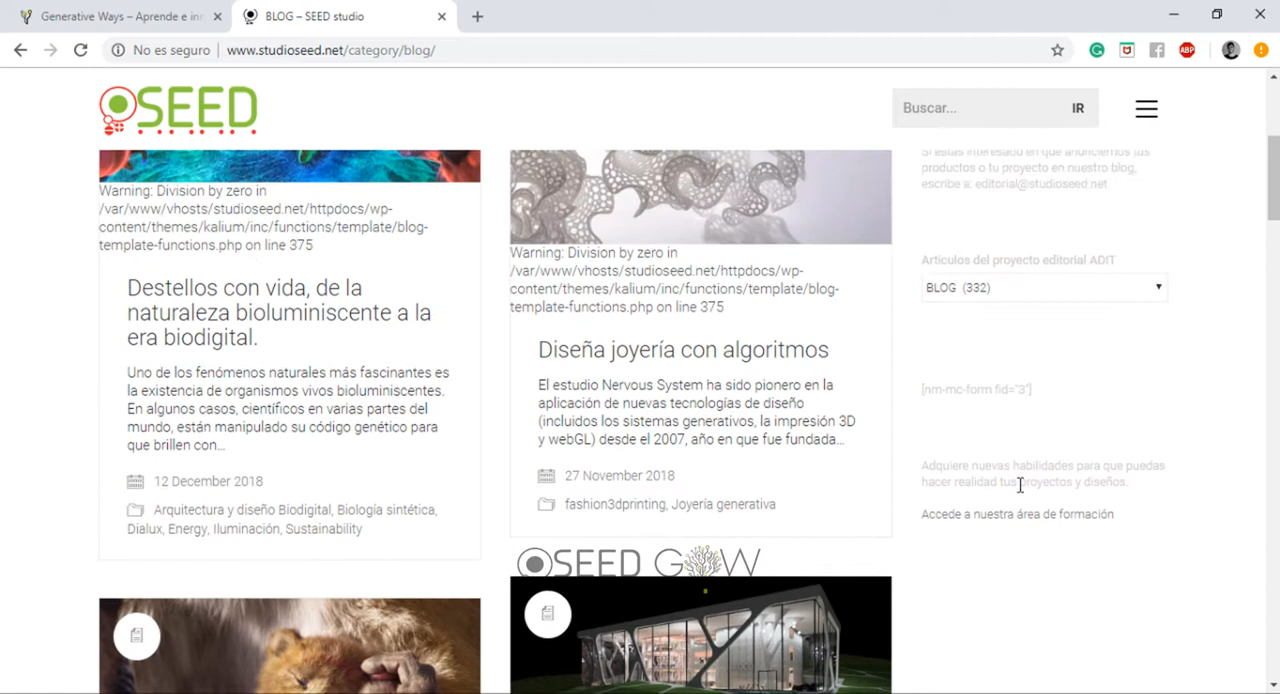 Generative Ways – Aprende e in
BLOG – SEED studio
No es seguro
www.studioseed.net/category/blog/
ABP
SEED
Buscar...
IR
Warning: Division by zero in
/var/www/vhosts/studioseed.net/httpdocs/wp-
content/themes/kalium/inc/functions/template/blog-
template-functions.php on line 375
Destellos con vida, de la
naturaleza bioluminiscente a la
era biodigital.
Uno de los fenómenos naturales más fascinantes es
la existencia de organismos vivos bioluminiscentes.
En algunos casos, científicos en varias partes del
mundo, están manipulado su código genético para
que brillen con...
12 December 2018
Arquitectura y diseño Biodigital, Biología sintética,
Dialux, Energy, Iluminación, Sustainability
Warning: Division by zero in
/var/www/vhosts/studioseed.net/httpdocs/wp-
content/themes/kalium/inc/functions/template/blog-
template-functions.php on line 375
Diseña joyería con algoritmos
El estudio Nervous System ha sido pionero en la
aplicación de nuevas tecnologías de diseño
(incluidos los sistemas generativos, la impresión 3D
y webGL) desde el 2007, año en que fue fundada...
27 November 2018
fashion3dprinting, Joyería generativa
SEED GROW
Si estás interesado en que anunciemos tus
productos o tu proyecto en nuestro blog,
escribe a: editorial@studioseed.net
Artículos del proyecto editorial ADIT
BLOG (332)
[nm-mc-form fid="3"]
Adquiere nuevas habilidades para que puedas
hacer realidad tus proyectos y diseños.
Accede a nuestra área de formación